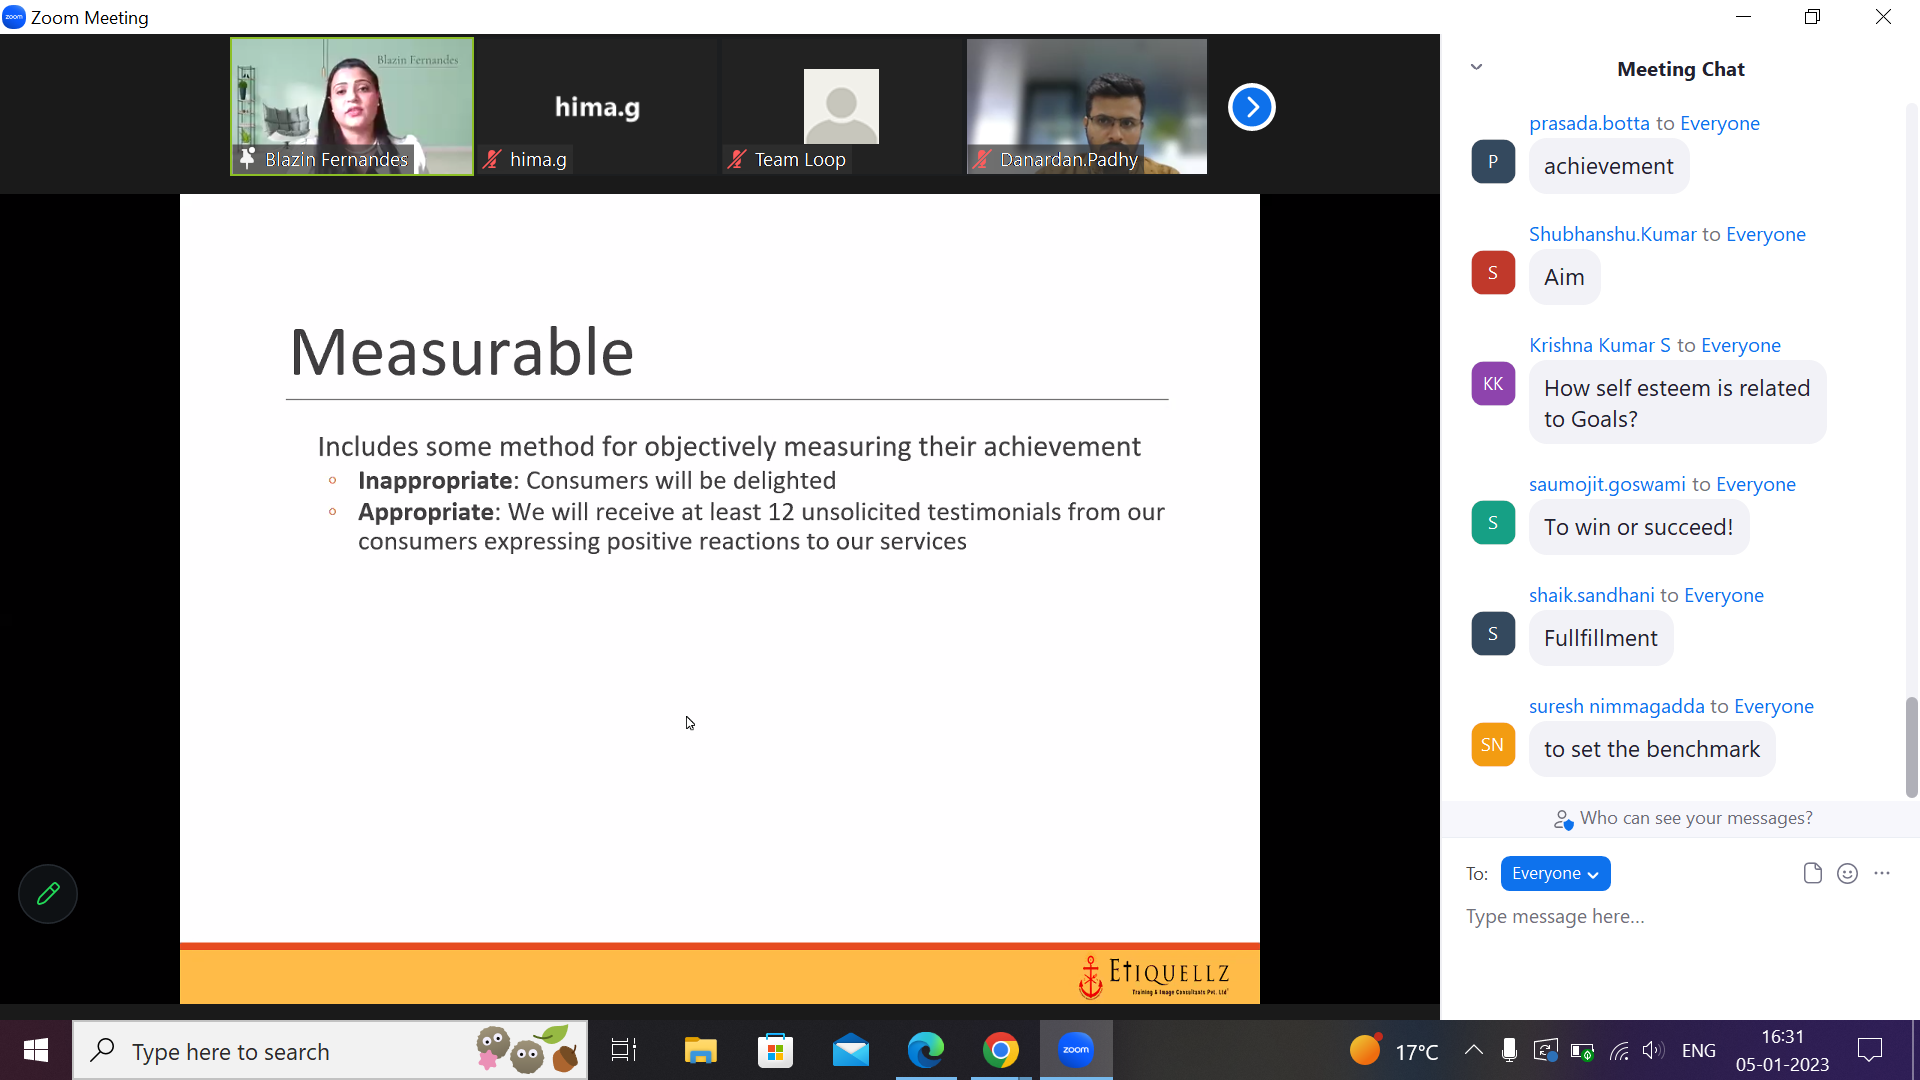 zoom Zoom Meeting
Blazin Fernandes
Blazin Fernandes
hima.g
hima.g
Team Loop
Danardan.Padhy
Measurable
Includes some method for objectively measuring their achievement
Inappropriate: Consumers will be delighted
Appropriate: We will receive at least 12 unsolicited testimonials from our
consumers expressing positive reactions to our services
ETIQUELLZ
Training & Image Consultants Pvt. Ltd
Meeting Chat
prasada.botta to Everyone
P
achievement
Shubhanshu.Kumar to Everyone
S
Aim
Krishna Kumar S to Everyone
KK
How self esteem is related
to Goals?
saumojit.goswami to Everyone
S
To win or succeed!
shaik.sandhani to Everyone
S
Fullfillment
suresh nimmagadda to Everyone
SN
to set the benchmark
Who can see your messages?
To: Everyone
Type message here...
Type here to search
zoom
17°C
ENG
16:31
05-01-2023